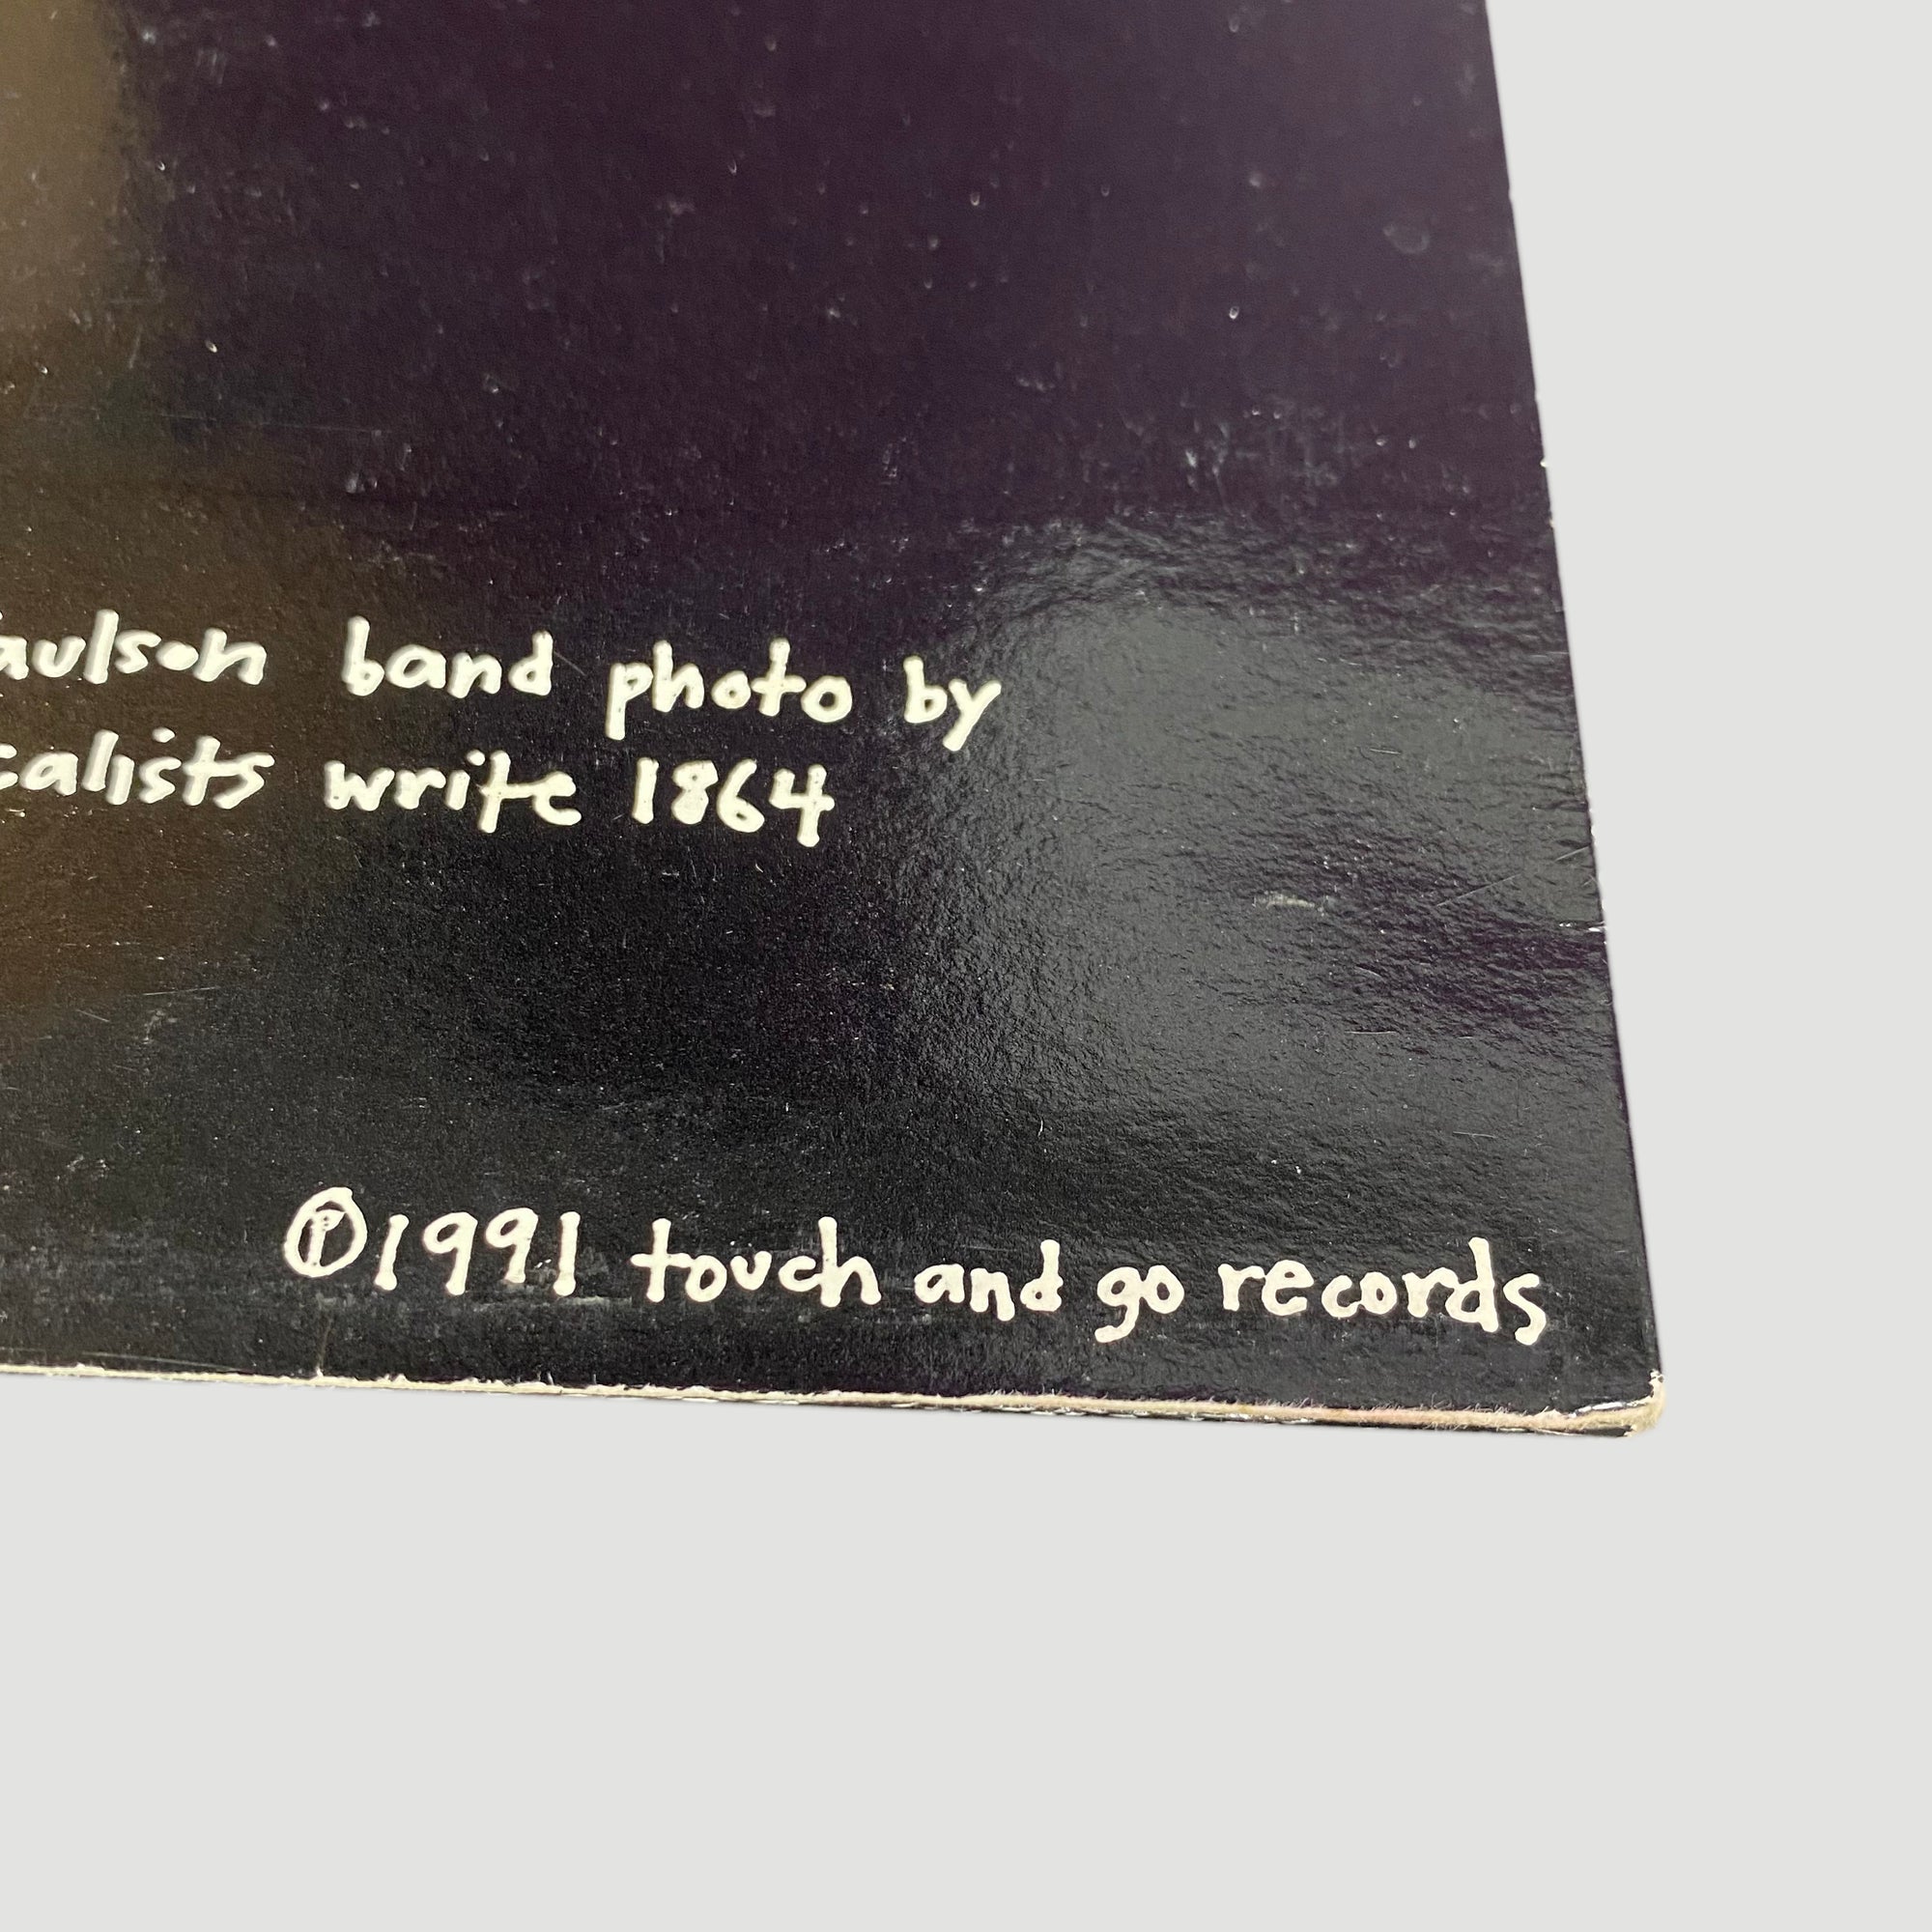 aulson band photo by
calists write 1864
℗1991 touch and go records